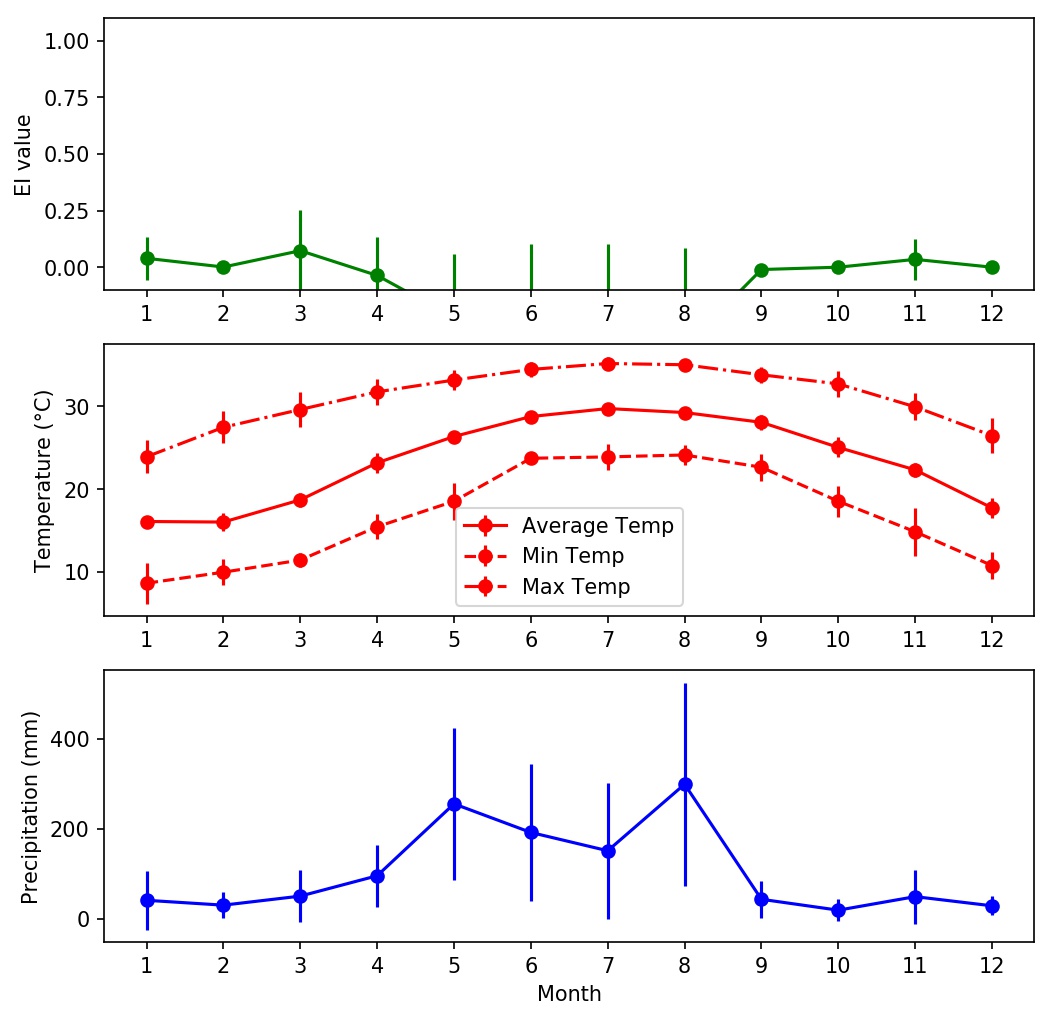 EI value
1.00
0.75
0.50
0.25
0.00
1 2 3 4 5 6 7 8 9 10 11 12
Temperature (°C)
30
20
10
Average Temp
Min Temp
Max Temp
1 2 3 4 5 6 7 8 9 10 11 12
Precipitation (mm)
400
200
0
1 2 3 4 5 6 7 8 9 10 11 12
Month